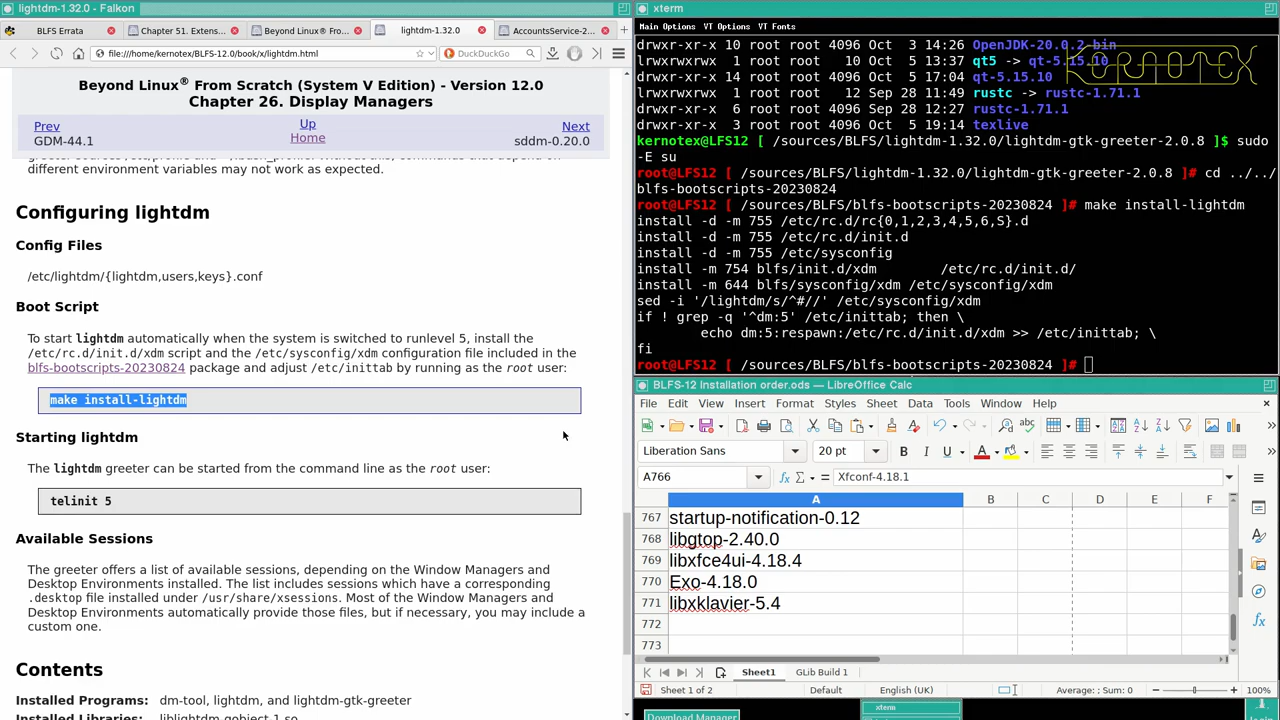 lightdm-1.32.0 - Falkon
BLFS Errata
Chapter 51. Extens...
Beyond Linux® Fro...
lightdm-1.32.0
AccountsService-2...
file:///home/kernotex/BLFS-12.0/book/x/lightdm.html
DuckDuckGo
Beyond Linux® From Scratch (System V Edition) - Version 12.0
Chapter 26. Display Managers
Prev
Up
Next
GDM-44.1
Home
sddm-0.20.0
different environment variables may not work as expected.
Configuring lightdm
Config Files
/etc/lightdm/{lightdm,users,keys}.conf
Boot Script
To start lightdm automatically when the system is switched to runlevel 5, install the
/etc/rc.d/init.d/xdm script and the /etc/sysconfig/xdm configuration file included in the
blfs-bootscripts-20230824 package and adjust /etc/inittab by running as the root user:
make install-lightdm
Starting lightdm
The lightdm greeter can be started from the command line as the root user:
telinit 5
Available Sessions
The greeter offers a list of available sessions, depending on the Window Managers and
Desktop Environments installed. The list includes sessions which have a corresponding
.desktop file installed under /usr/share/xsessions. Most of the Window Managers and
Desktop Environments automatically provide those files, but if necessary, you may include a
custom one.
Contents
Installed Programs: dm-tool, lightdm, and lightdm-gtk-greeter
Installed Libraries: liblightdm-gobject-1.so
xterm
Main Options VT Options VT Fonts
drwxr-xr-x 10 root root 4096 Oct  3 14:26 OpenJDK-20.0.2-bin
lrwxrwxrwx  1 root root   10 Oct  5 13:37 qt5 -> qt-5.15.10
drwxr-xr-x 14 root root 4096 Oct  5 17:04 qt-5.15.10
lrwxrwxrwx  1 root root   12 Sep 28 11:49 rustc -> rustc-1.71.1
drwxr-xr-x  6 root root 4096 Sep 28 12:27 rustc-1.71.1
drwxr-xr-x  3 root root 4096 Oct  5 19:14 texlive
kernotex@LFS12 [ /sources/BLFS/lightdm-1.32.0/lightdm-gtk-greeter-2.0.8 ]$ sudo
-E su
root@LFS12 [ /sources/BLFS/lightdm-1.32.0/lightdm-gtk-greeter-2.0.8 ]# cd ../../
blfs-bootscripts-20230824
root@LFS12 [ /sources/BLFS/blfs-bootscripts-20230824 ]# make install-lightdm
install -d -m 755 /etc/rc.d/rc{0,1,2,3,4,5,6,S}.d
install -d -m 755 /etc/rc.d/init.d
install -d -m 755 /etc/sysconfig
install -m 754 blfs/init.d/xdm        /etc/rc.d/init.d/
install -m 644 blfs/sysconfig/xdm /etc/sysconfig/xdm
sed -i '/lightdm/s/^#//' /etc/sysconfig/xdm
if ! grep -q '^dm:5' /etc/inittab; then \
        echo dm:5:respawn:/etc/rc.d/init.d/xdm >> /etc/inittab; \
fi
root@LFS12 [ /sources/BLFS/blfs-bootscripts-20230824 ]#
KERNOTEX
BLFS-12 Installation order.ods — LibreOffice Calc
File Edit View Insert Format Styles Sheet Data Tools Window Help
Liberation Sans
20 pt
A766
Xfconf-4.18.1
A B C D E F
767 startup-notification-0.12
768 libgtop-2.40.0
769 libxfce4ui-4.18.4
770 Exo-4.18.0
771 libxklavier-5.4
772
773
Sheet1
GLib Build 1
Sheet 1 of 2
Default
English (UK)
Average: ; Sum: 0
100%
Download Manager
xterm